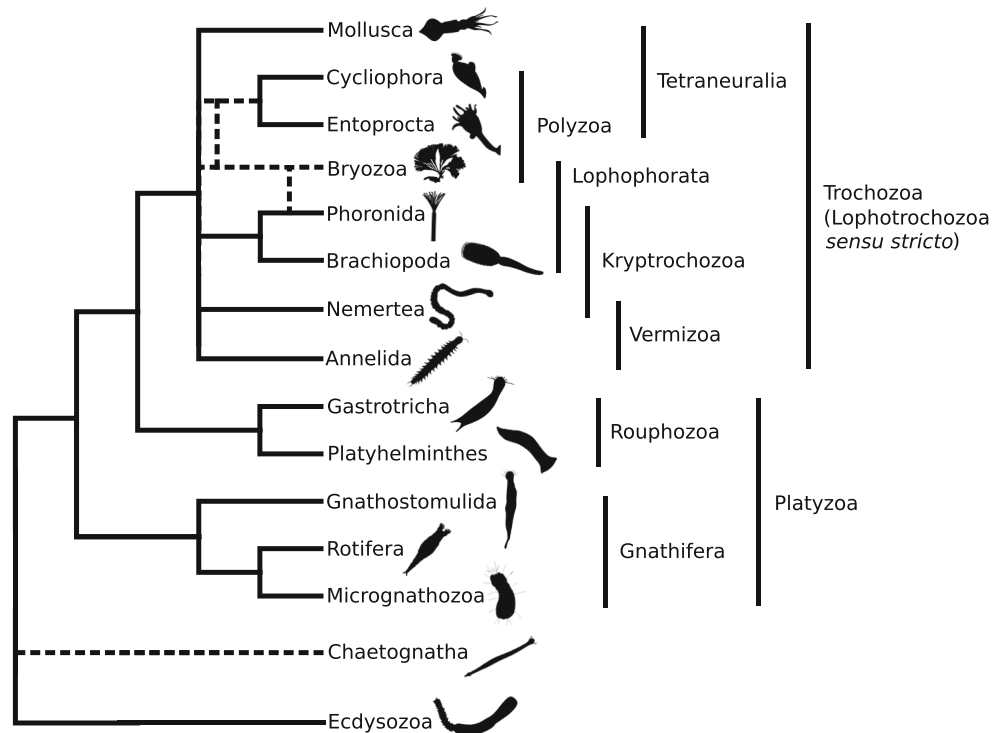 Mollusca
Cycliophora
Entoprocta
Bryozoa
Phoronida
Brachiopoda
Nemertea
Annelida
Gastrotricha
Platyhelminthes
Gnathostomulida
Rotifera
Micrognathozoa
Chaetognatha
Ecdysozoa
Polyzoa
Lophophorata
Kryptrochozoa
Vermizoa
Rouphozoa
Gnathifera
Tetraneuralia
Platyzoa
Trochozoa
(Lophotrochozoa
sensu stricto)